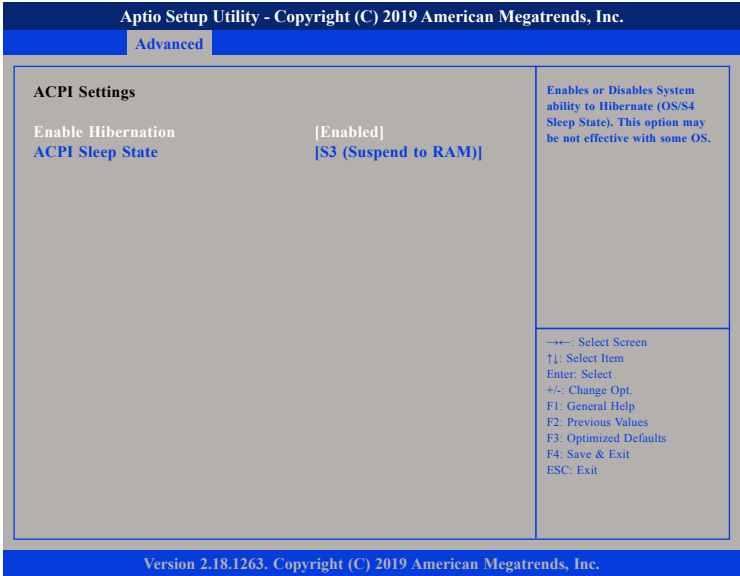 Aptio Setup Utility - Copyright (C) 2019 American Megatrends, Inc.
Advanced
ACPI Settings
Enable Hibernation [Enabled]
ACPI Sleep State [S3 (Suspend to RAM)]
Enables or Disables System
ability to Hibernate (OS/S4
Sleep State). This option may
be not effective with some OS.
→←: Select Screen
↑↓: Select Item
Enter: Select
+/-: Change Opt.
F1: General Help
F2: Previous Values
F3: Optimized Defaults
F4: Save & Exit
ESC: Exit
Version 2.18.1263. Copyright (C) 2019 American Megatrends, Inc.